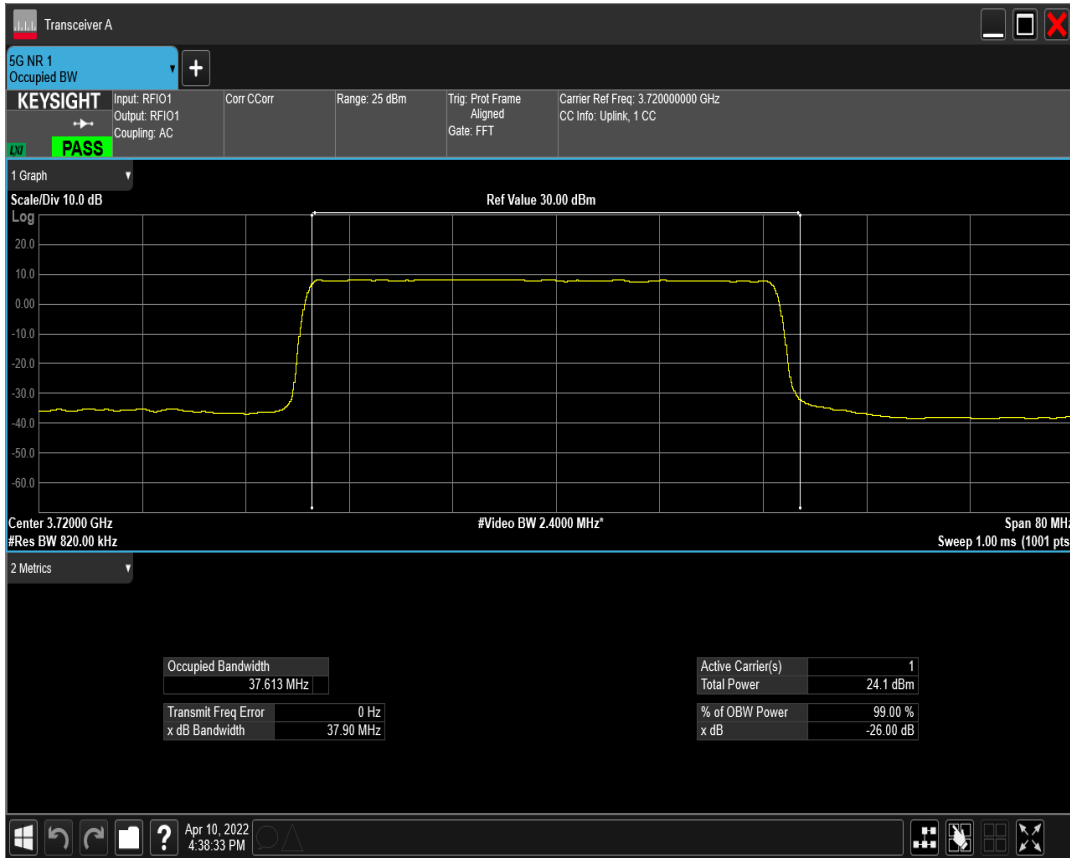 Transceiver A
5G NR 1
Occupied BW
KEYSIGHT
LXI
PASS
Input: RFIO1
Output: RFIO1
Coupling: AC
Corr CCorr
Range: 25 dBm
Trig: Prot Frame
Aligned
Gate: FFT
Carrier Ref Freq: 3.720000000 GHz
CC Info: Uplink, 1 CC
1 Graph
Scale/Div 10.0 dB
Ref Value 30.00 dBm
Log
20.0
10.0
0.00
-10.0
-20.0
-30.0
-40.0
-50.0
-60.0
Center 3.72000 GHz
#Video BW 2.4000 MHz*
Span 80 MHz
#Res BW 820.00 kHz
Sweep 1.00 ms (1001 pts
2 Metrics
Occupied Bandwidth
37.613 MHz
Transmit Freq Error 0 Hz
x dB Bandwidth 37.90 MHz
Active Carrier(s) 1
Total Power 24.1 dBm
% of OBW Power 99.00 %
x dB -26.00 dB
?
Apr 10, 2022
4:38:33 PM